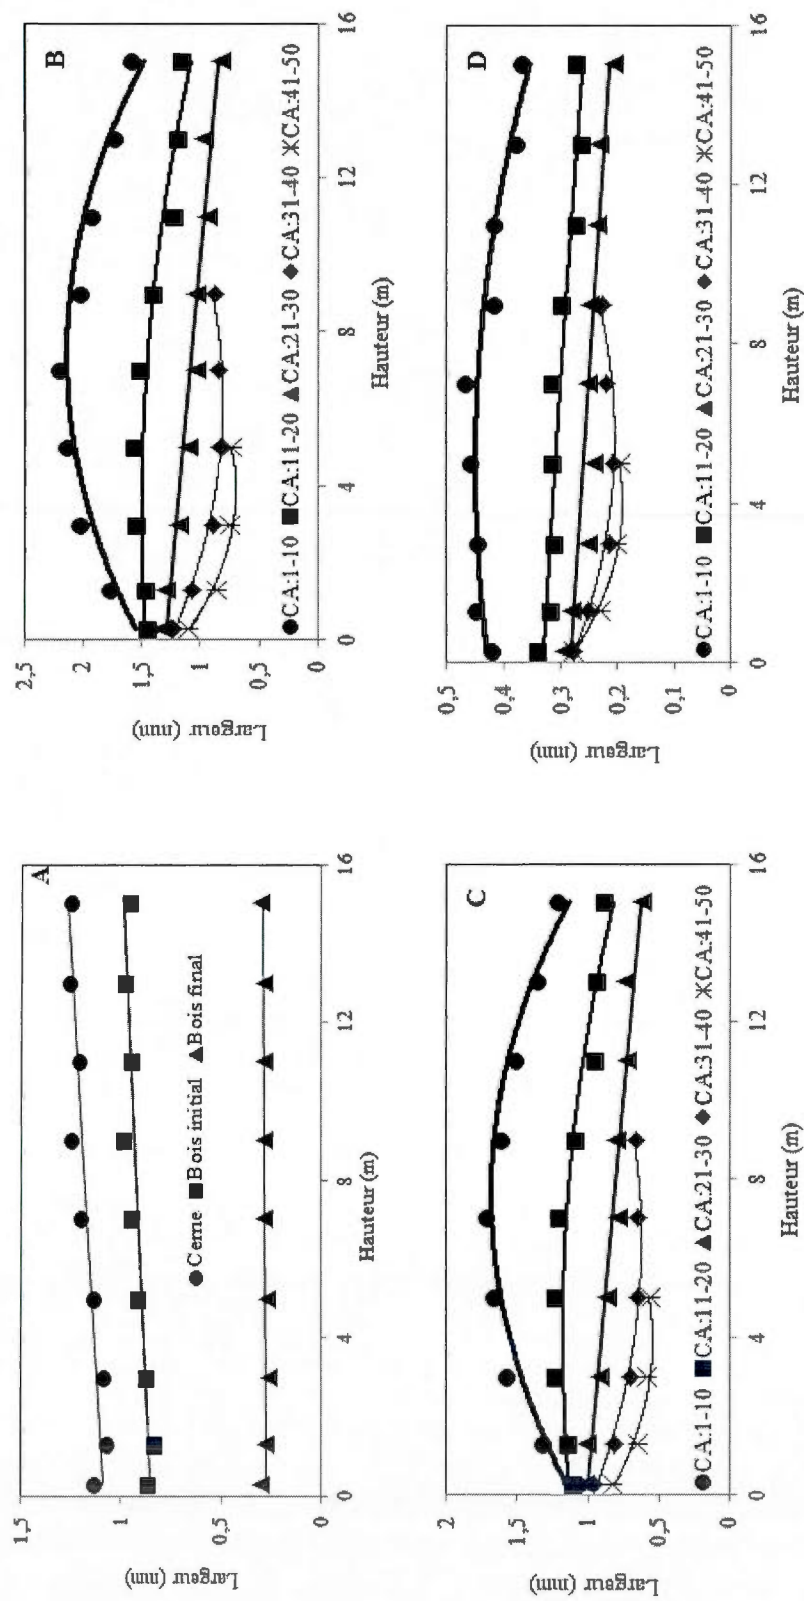 A
Largeur (mm)
1,5
1
0,5
0
0
4
8
12
16
Hauteur (m)
Cerne Bois initial Bois final
B
Largeur (mm)
2,5
2
1,5
1
0,5
0
0
4
8
12
16
Hauteur (m)
CA:1-10 CA:11-20 CA:21-30 CA:31-40 CA:41-50
C
Largeur (mm)
2
1,5
1
0,5
0
0
4
8
12
16
Hauteur (m)
CA:1-10 CA:11-20 CA:21-30 CA:31-40 CA:41-50
D
Largeur (mm)
0,5
0,4
0,3
0,2
0,1
0
0
4
8
12
16
Hauteur (m)
CA:1-10 CA:11-20 CA:21-30 CA:31-40 CA:41-50